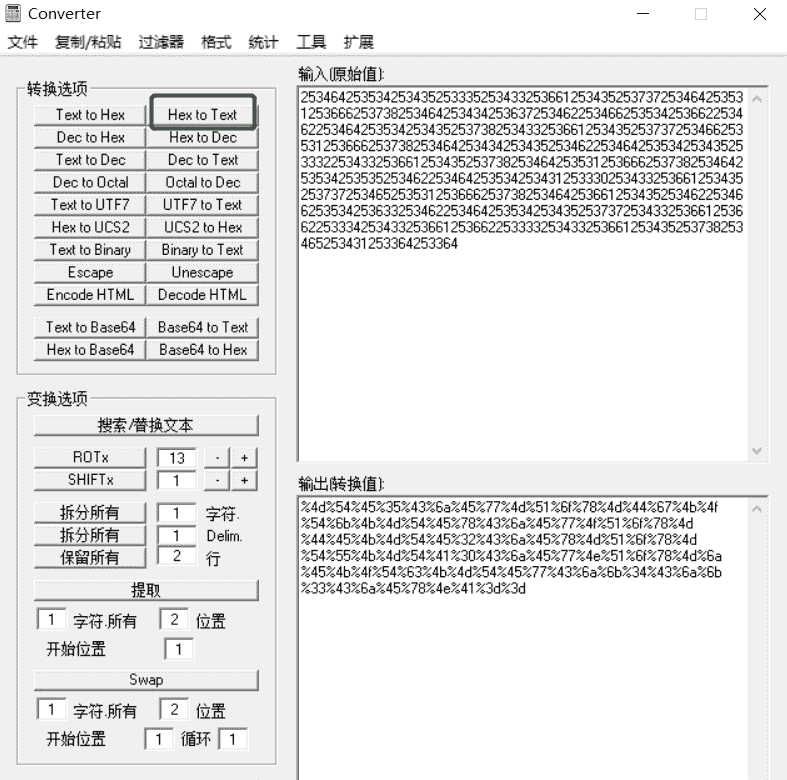 Converter
文件 复制/粘贴 过滤器 格式 统计 工具 扩展
转换选项
Text to Hex Hex to Text
Dec to Hex Hex to Dec
Text to Dec Dec to Text
Dec to Octal Octal to Dec
Text to UTF7 UTF7 to Text
Hex to UCS2 UCS2 to Hex
Text to Binary Binary to Text
Escape Unescape
Encode HTML Decode HTML
Text to Base64 Base64 to Text
Hex to Base64 Base64 to Hex
变换选项
搜索/替换文本
ROTx 13 - +
SHIFTx 1 - +
拆分所有 1 字符.
拆分所有 1 Delim.
保留所有 2 行
提取
1 字符.所有 2 位置
开始位置 1
Swap
1 字符.所有 2 位置
开始位置 1 循环 1
输入(原始值):
25346425353425343525333525343325366125343525373725346425353
12536662537382534642534342536372534622534662535342536622534
62253464253534253435253738253433253661253435253737253466253
53125366625373825346425343425343525346225346425353425343525
33322534332536612534352537382534642535312536662537382534642
53534253535253462253464253534253431253330253433253661253435
25373725346525353125366625373825346425366125343525346225346
62535342536332534622534642535342534352537372534332536612536
62253334253433253661253662253333253433253661253435253738253
465253431253364253364
输出(转换值):
%4d%54%45%35%43%6a%45%77%4d%51%6f%78%4d%44%67%4b%4f
%54%6b%4b%4d%54%45%78%43%6a%45%77%4f%51%6f%78%4d
%44%45%4b%4d%54%45%32%43%6a%45%78%4d%51%6f%78%4d
%54%55%4b%4d%54%41%30%43%6a%45%77%4e%51%6f%78%4d%6a
%45%4b%4f%54%63%4b%4d%54%45%77%43%6a%6b%34%43%6a%6b
%33%43%6a%45%78%4e%41%3d%3d